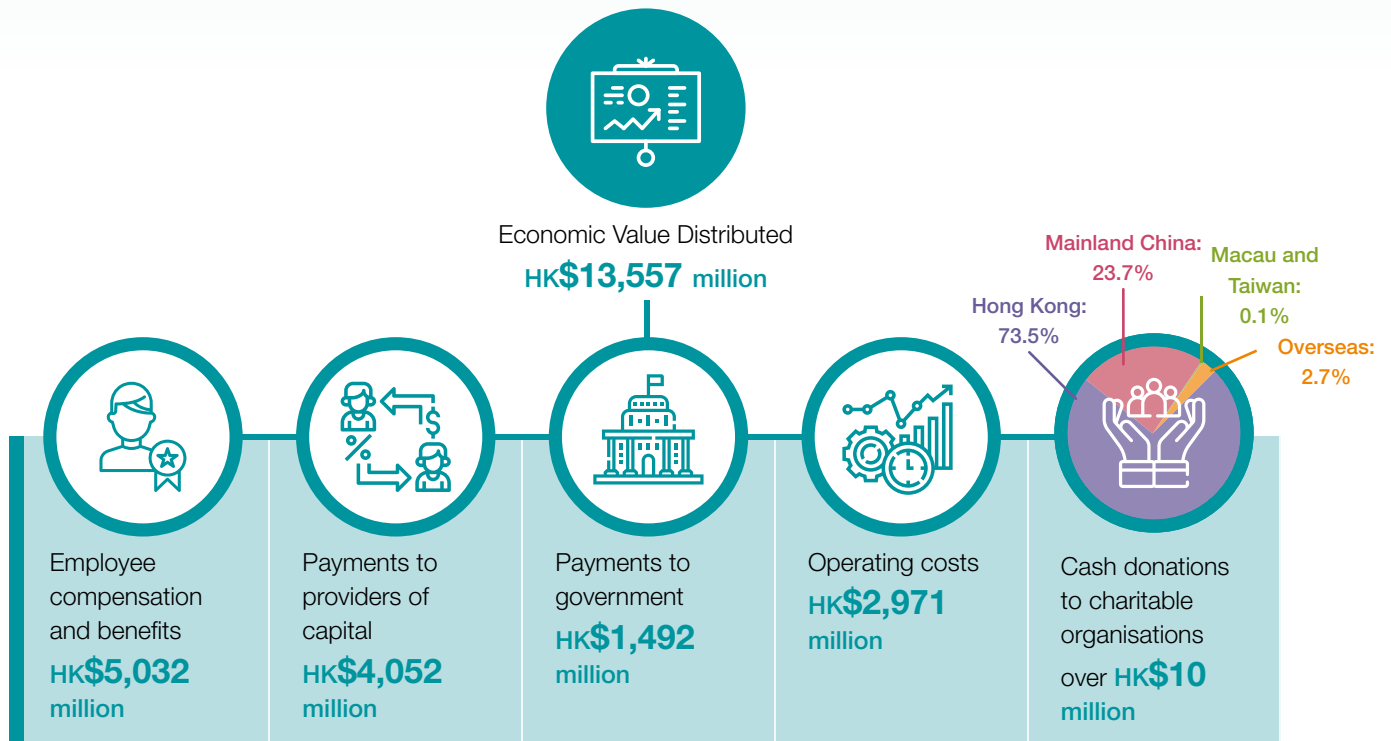 Economic Value Distributed
HK$13,557 million
Mainland China:
23.7%
Macau and
Taiwan:
0.1%
Hong Kong:
73.5%
Overseas:
2.7%
Employee
compensation
and benefits
HK$5,032
million
Payments to
providers of
capital
HK$4,052
million
Payments to
government
HK$1,492
million
Operating costs
HK$2,971
million
Cash donations
to charitable
organisations
over HK$10
million